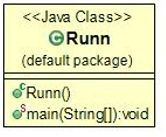 <<Java Class>>
Runn
(default package)
Runn()
main(String[]):void